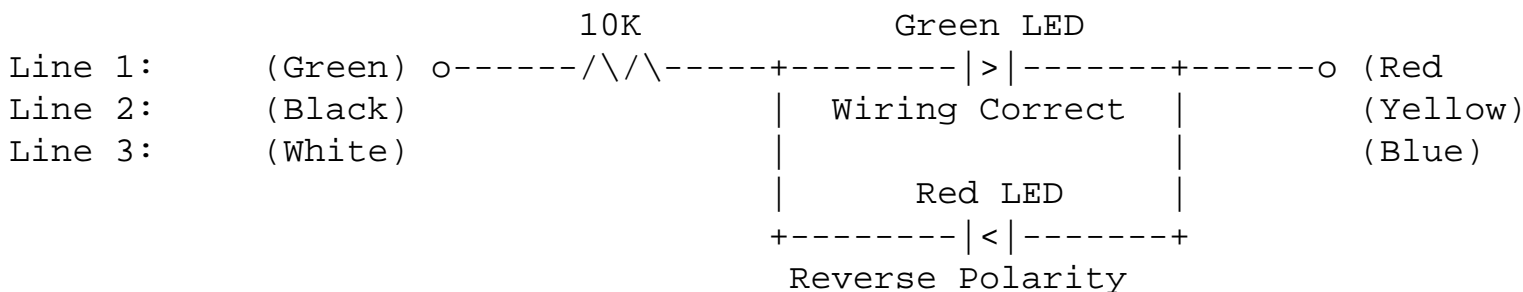 10K Green LED
Line 1: (Green) o------/\/\-----+--------|>|-------+------o (Red
Line 2: (Black) | Wiring Correct | (Yellow)
Line 3: (White) | | (Blue)
| Red LED |
+--------|<|-------+
Reverse Polarity